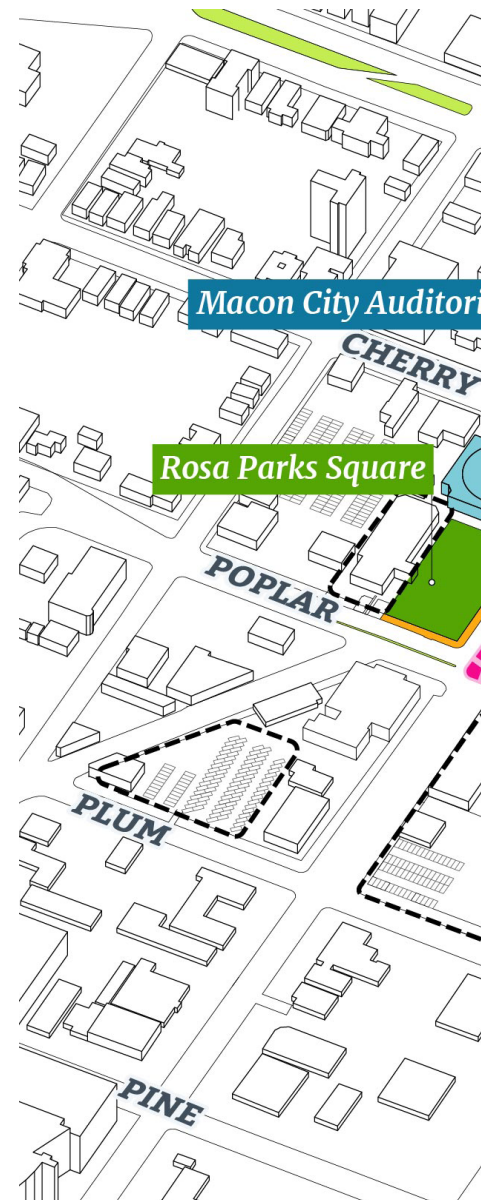 Macon City Auditori
CHERRY
Rosa Parks Square
POPLAR
PLUM
PINE